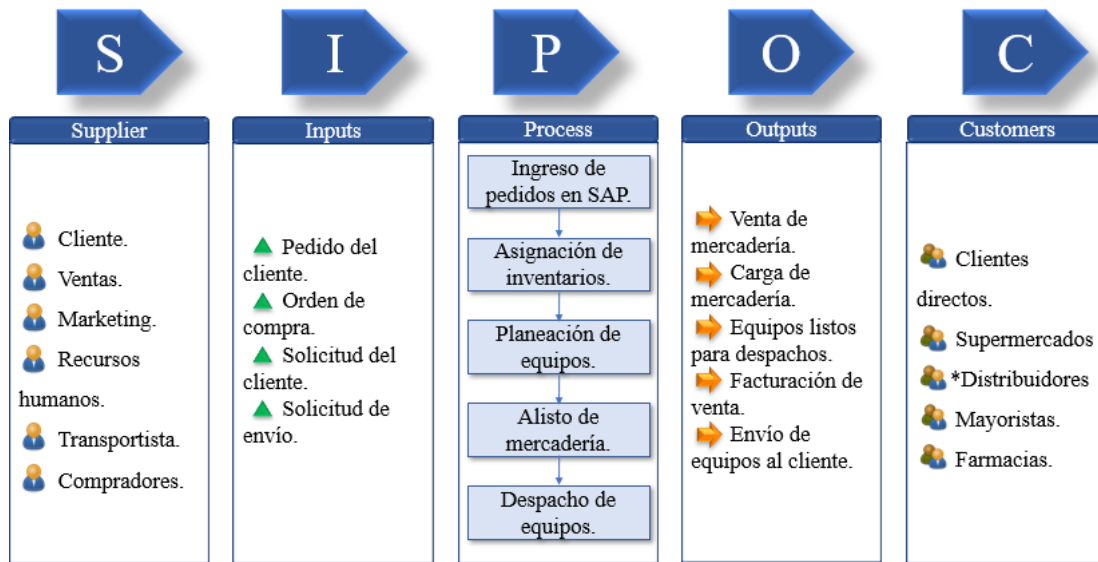 S
I
P
O
C
Supplier
Cliente.
Ventas.
Marketing.
Recursos
humanos.
Transportista.
Compradores.
Inputs
Pedido del
cliente.
Orden de
compra.
Solicitud del
cliente.
Solicitud de
envío.
Process
Ingreso de
pedidos en SAP.
Asignación de
inventarios.
Planeación de
equipos.
Alisto de
mercadería.
Despacho de
equipos.
Outputs
Venta de
mercadería.
Carga de
mercadería.
Equipos listos
para despachos.
Facturación de
venta.
Envío de
equipos al cliente.
Customers
Clientes
directos.
Supermercados
*Distribuidores
Mayoristas.
Farmacias.